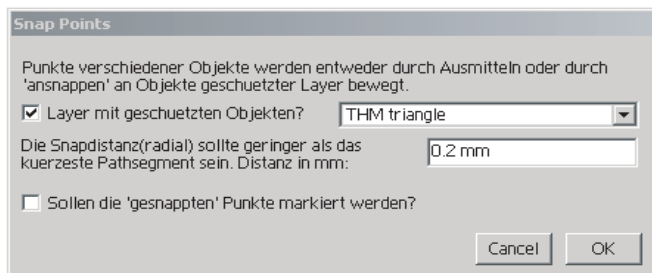 Snap Points
Punkte verschiedener Objekte werden entweder durch Ausmitteln oder durch
'ansnappen' an Objekte geschuetzter Layer bewegt.
Layer mit geschuetzten Objekten? THM triangle
Die Snapdistanz(radial) sollte geringer als das
kuerzeste Pathsegment sein. Distanz in mm: 0.2 mm
Sollen die 'gesnappten' Punkte markiert werden?
Cancel OK